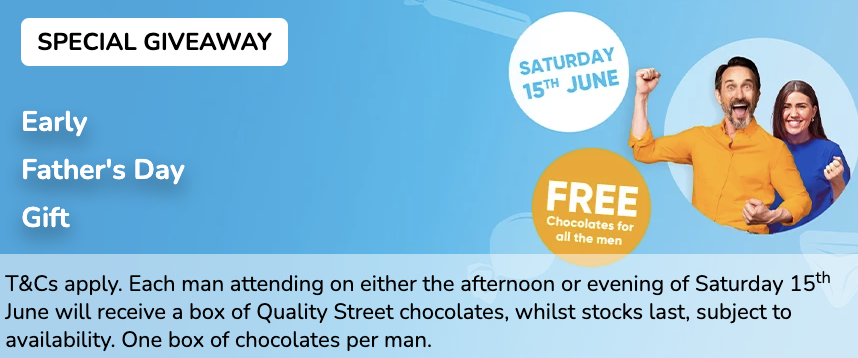 SPECIAL GIVEAWAY
Early
Father's Day
Gift
SATURDAY
15TH JUNE
FREE
Chocolates for
all the men
T&Cs apply. Each man attending on either the afternoon or evening of Saturday 15th
June will receive a box of Quality Street chocolates, whilst stocks last, subject to
availability. One box of chocolates per man.